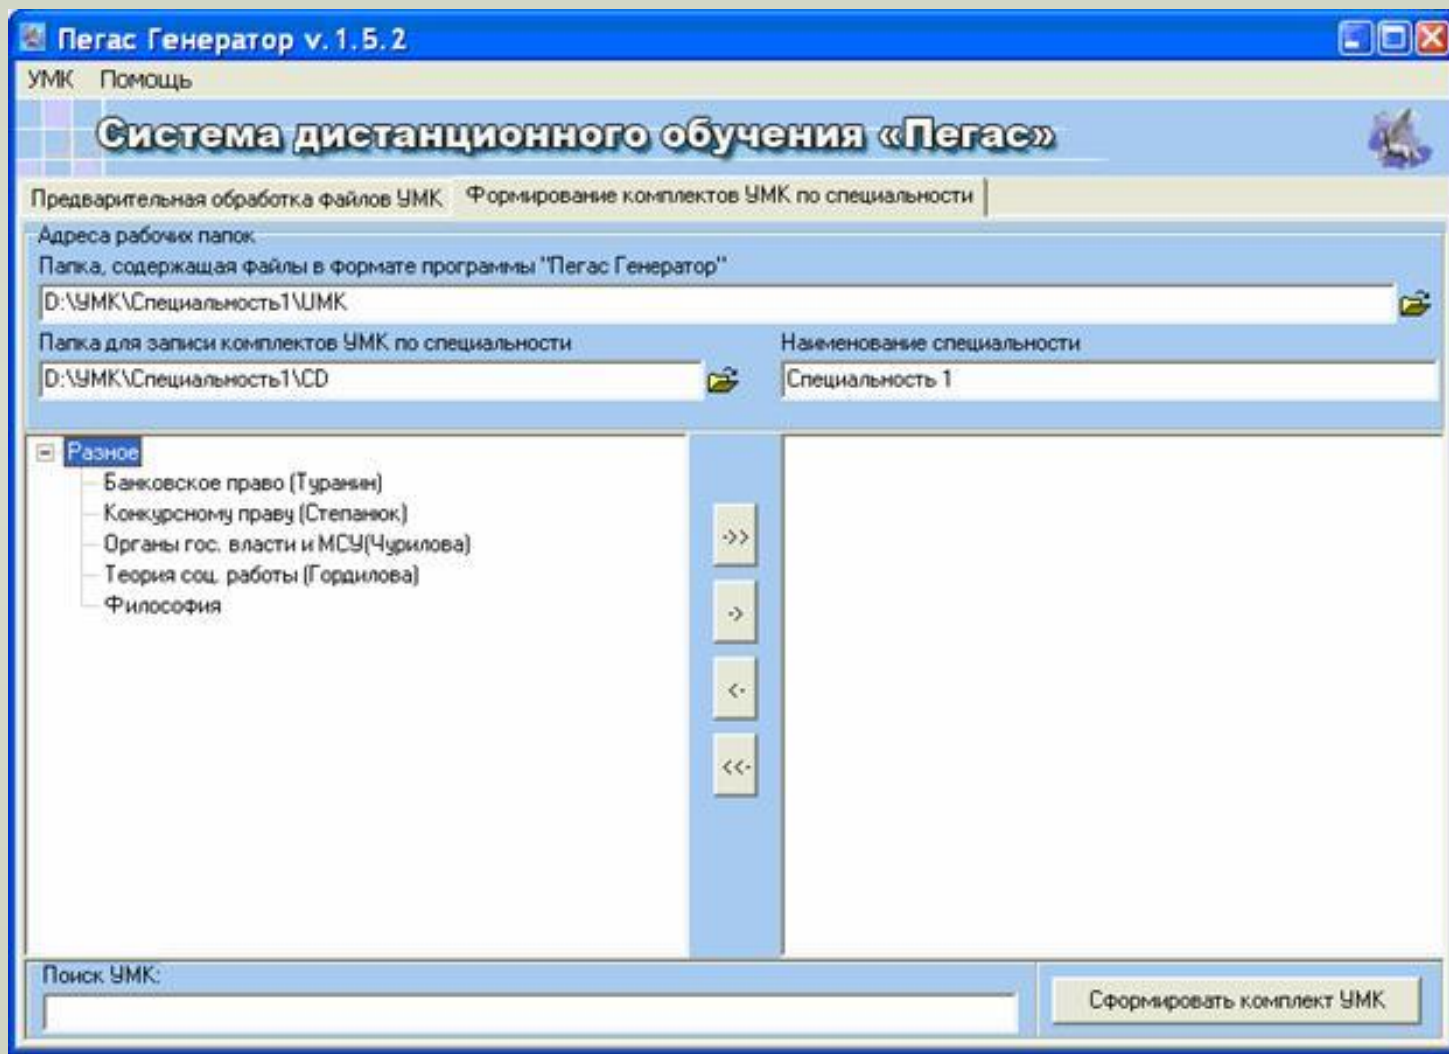 Пегас Генератор v.1.5.2
УМК Помощь
Система дистанционного обучения «Пегас»
Предварительная обработка файлов УМК Формирование комплектов УМК по специальности
Адреса рабочих папок
Папка, содержащая файлы в формате программы "Пегас Генератор"
D:\УМК\Специальность1\UMK
Папка для записи комплектов УМК по специальности Наименование специальности
D:\УМК\Специальность1\CD Специальность 1
Разное
Банковское право (Туранин)
Конкурсному праву (Степанюк)
Органы гос. власти и МСУ(Чурилова)
Теория соц. работы (Гордилова)
Философия
->>
->
<-
<<-
Поиск УМК:
Сформировать комплект УМК